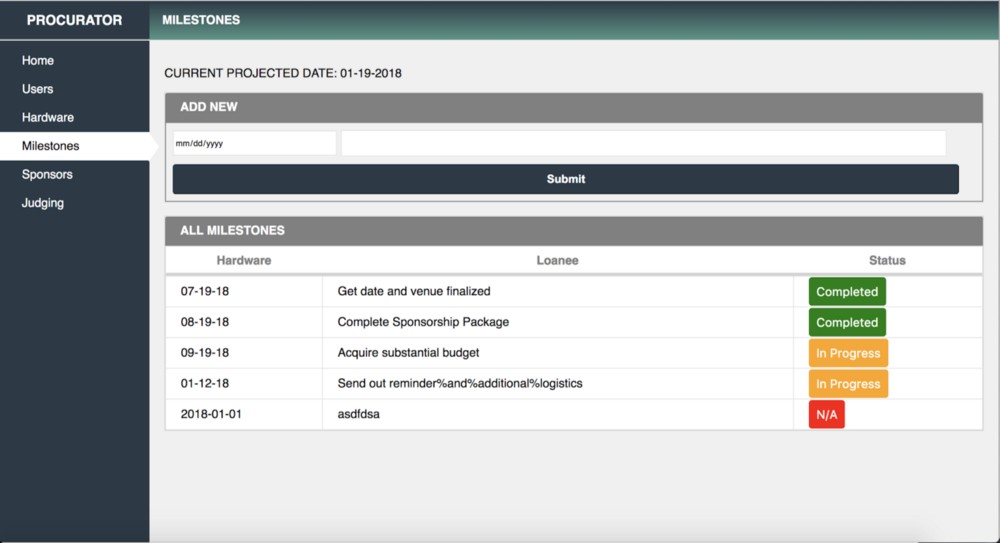 PROCURATOR
MILESTONES
Home
Users
Hardware
Milestones
Sponsors
Judging
CURRENT PROJECTED DATE: 01-19-2018
ADD NEW
mm/dd/yyyy
Submit
ALL MILESTONES
Hardware Loanee Status
07-19-18 Get date and venue finalized Completed
08-19-18 Complete Sponsorship Package Completed
09-19-18 Acquire substantial budget In Progress
01-12-18 Send out reminder%and%additional%logistics In Progress
2018-01-01 asdfdsa N/A